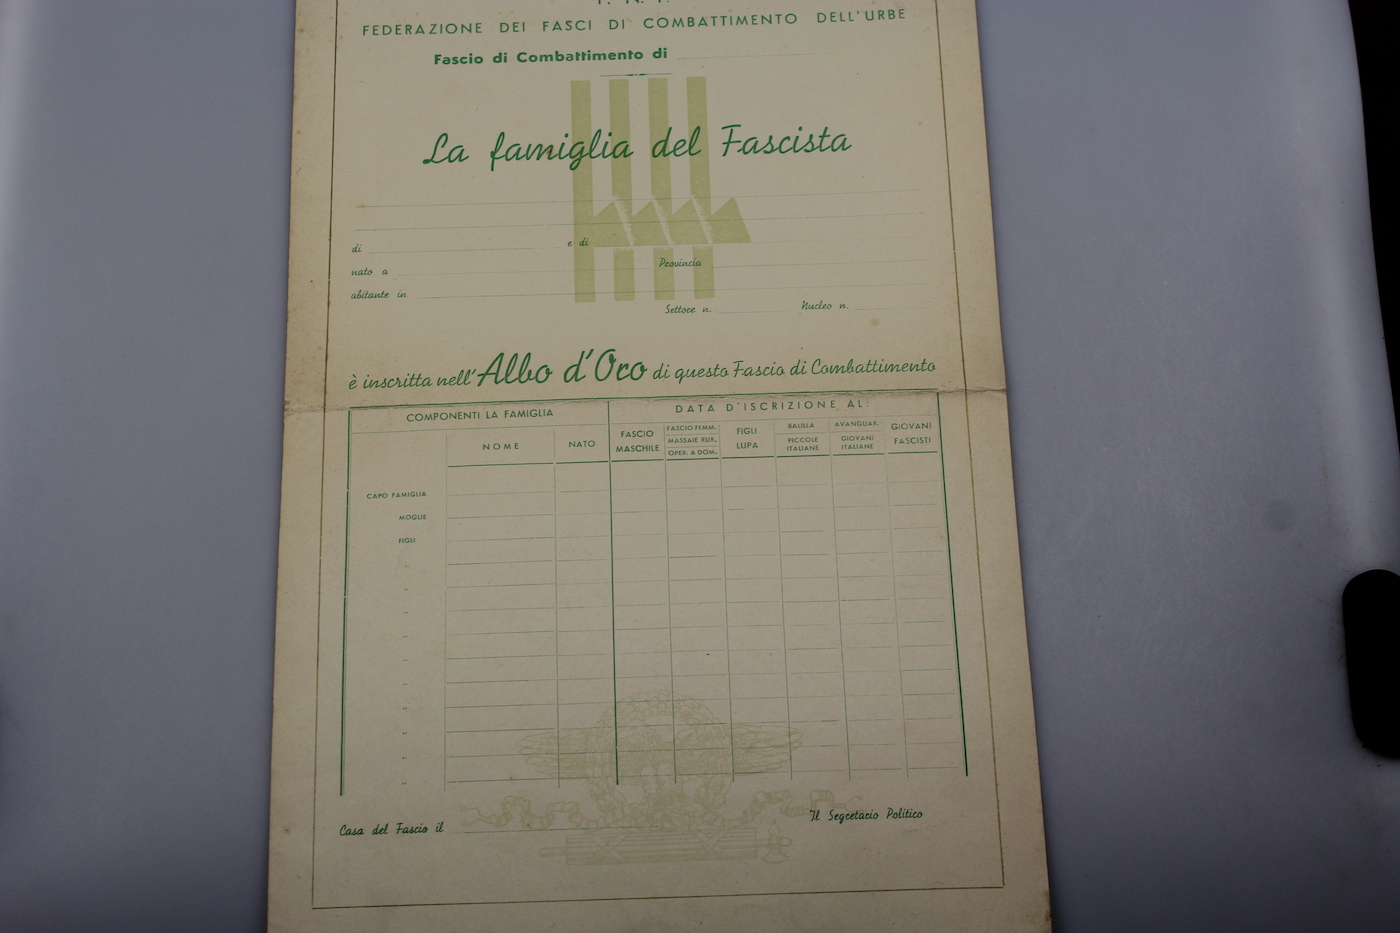 P. N. F.
FEDERAZIONE DEI FASCI DI COMBATTIMENTO DELL'URBE
Fascio di Combattimento di
La famiglia del Fascista
di e di
nato a Provincia
abitante in
Settore n. Nucleo n.
è inscritta nell'Albo d'Oro di questo Fascio di Combattimento
COMPONENTI LA FAMIGLIA DATA D'ISCRIZIONE AL:
NOME NATO FASCIO MASCHILE FASCIO FEMM. MASSAIE RUR. OPER. A DOM. FIGLI LUPA BALILLA PICCOLE ITALIANE AVANGUAR. GIOVANI ITALIANE GIOVANI FASCISTI
CAPO FAMIGLIA
MOGLIE
FIGLI
„
„
„
„
„
„
„
„
„
„
Casa del Fascio il Il Segretario Politico